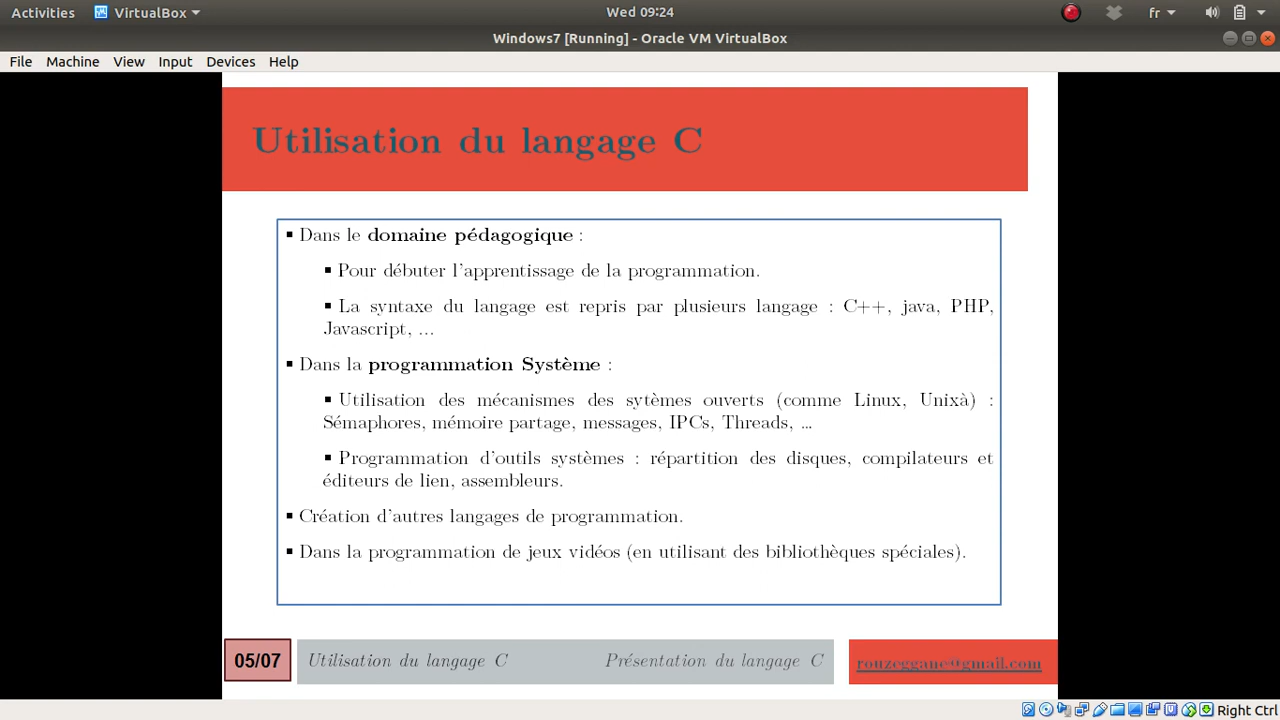 Activities VirtualBox Wed 09:24 fr
Windows7 [Running] - Oracle VM VirtualBox
File Machine View Input Devices Help
Utilisation du langage C
▪ Dans le domaine pédagogique :
▪ Pour débuter l'apprentissage de la programmation.
▪ La syntaxe du langage est repris par plusieurs langage : C++, java, PHP,
Javascript, ...
▪ Dans la programmation Système :
▪ Utilisation des mécanismes des sytèmes ouverts (comme Linux, Unixà) :
Sémaphores, mémoire partage, messages, IPCs, Threads, ...
▪ Programmation d'outils systèmes : répartition des disques, compilateurs et
éditeurs de lien, assembleurs.
▪ Création d'autres langages de programmation.
▪ Dans la programmation de jeux vidéos (en utilisant des bibliothèques spéciales).
05/07 Utilisation du langage C Présentation du langage C rouzeggane@gmail.com
Right Ctrl